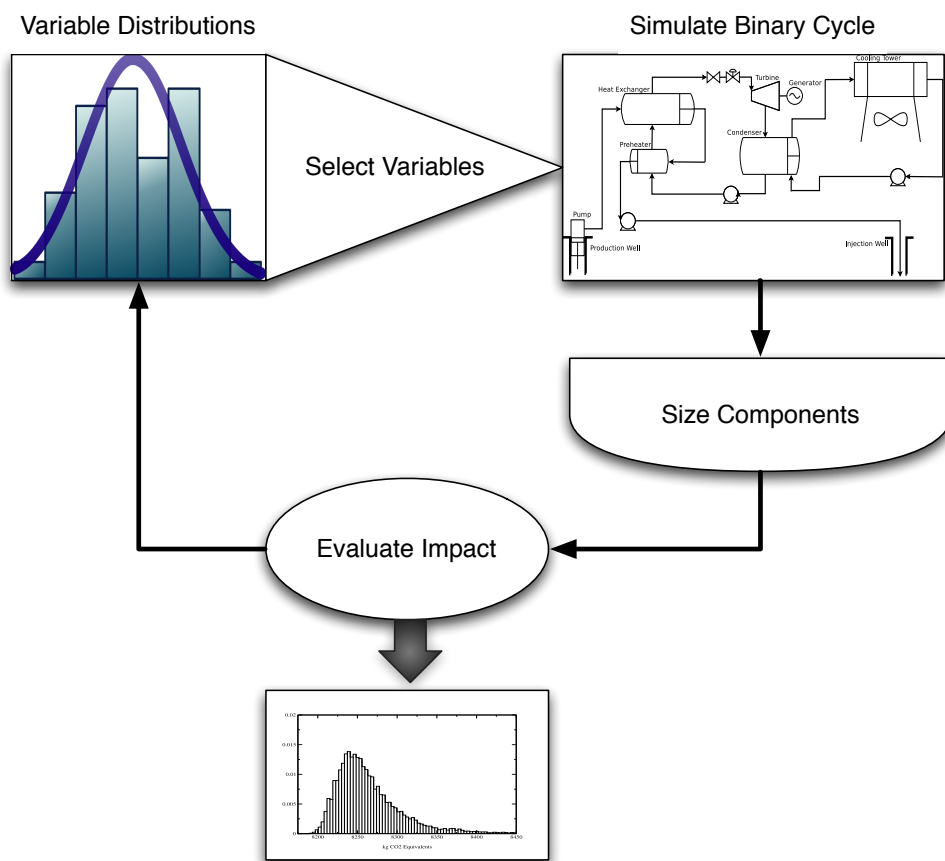 Variable Distributions
Simulate Binary Cycle
Select Variables
Cooling Tower
Turbine
Generator
Heat Exchanger
Condenser
Preheater
Pump
Production Well
Injection Well
Size Components
Evaluate Impact
0.02
0.015
0.01
0.005
0
8200
8250
8300
8350
8400
8450
kg CO2 Equivalents